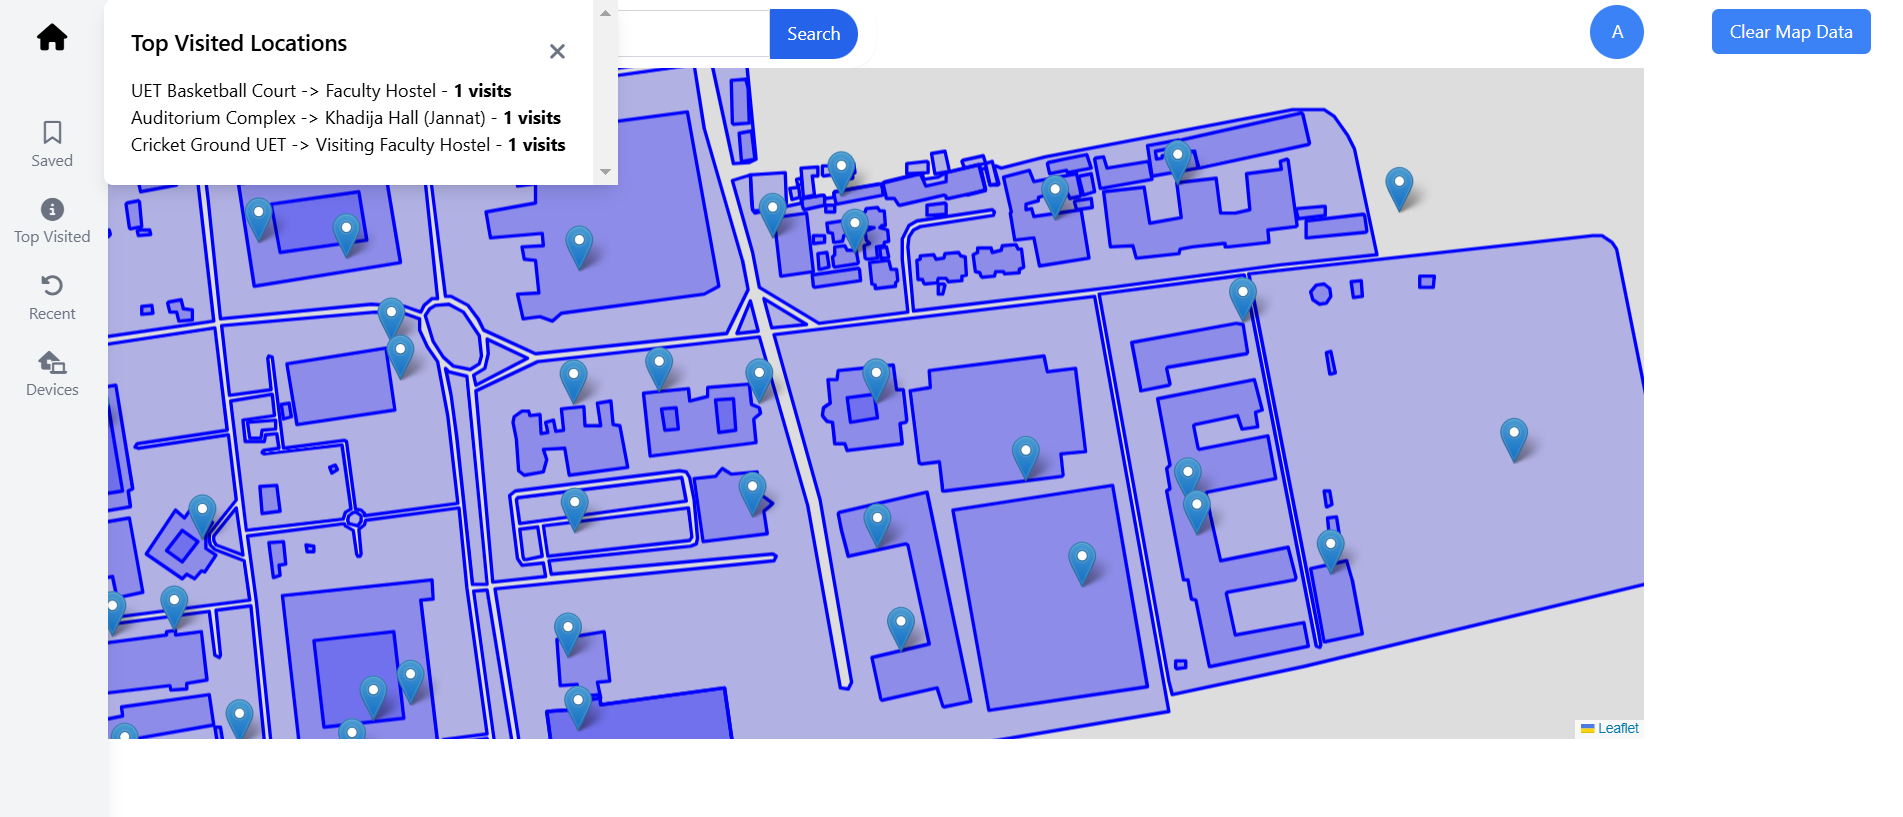 Top Visited Locations
UET Basketball Court -> Faculty Hostel - 1 visits
Auditorium Complex -> Khadija Hall (Jannat) - 1 visits
Cricket Ground UET -> Visiting Faculty Hostel - 1 visits
Search
A
Clear Map Data
Saved
Top Visited
Recent
Devices
Leaflet